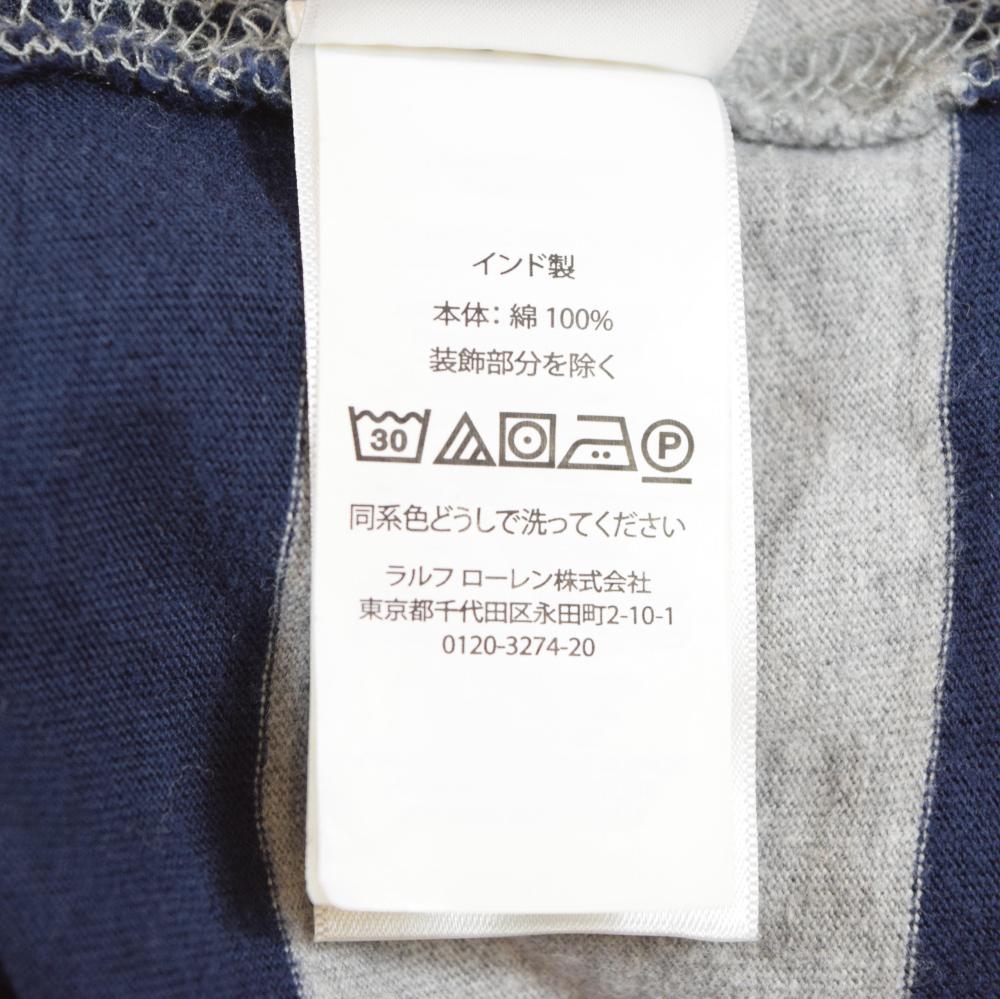 インド製
本体: 綿 100%
装飾部分を除く
30 P
同系色どうしで洗ってください
ラルフ ローレン株式会社
東京都千代田区永田町2-10-1
0120-3274-20